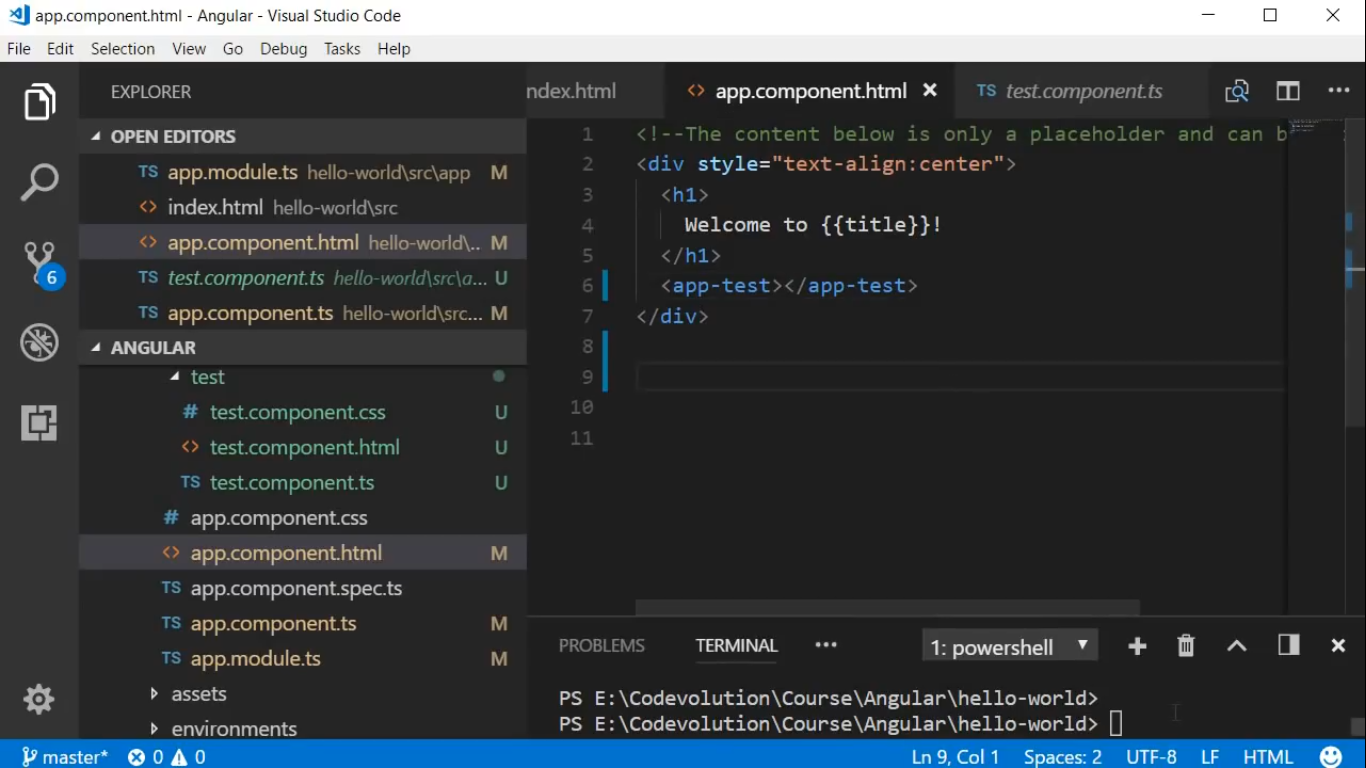 app.component.html - Angular - Visual Studio Code
File Edit Selection View Go Debug Tasks Help
EXPLORER
OPEN EDITORS
TS app.module.ts hello-world\src\app M
<> index.html hello-world\src
<> app.component.html hello-world\.. M
TS test.component.ts hello-world\src\a... U
TS app.component.ts hello-world\src... M
ANGULAR
test
# test.component.css U
<> test.component.html U
TS test.component.ts U
# app.component.css
<> app.component.html M
TS app.component.spec.ts
TS app.component.ts M
TS app.module.ts M
assets
environments
6
ndex.html <> app.component.html TS test.component.ts ...
1 <!--The content below is only a placeholder and can b
2 <div style="text-align:center">
3 <h1>
4 Welcome to {{title}}!
5 </h1>
6 <app-test></app-test>
7 </div>
8
9
10
11
PROBLEMS TERMINAL ... 1: powershell
PS E:\Codevolution\Course\Angular\hello-world>
PS E:\Codevolution\Course\Angular\hello-world>
master* 0 0 Ln 9, Col 1 Spaces: 2 UTF-8 LF HTML